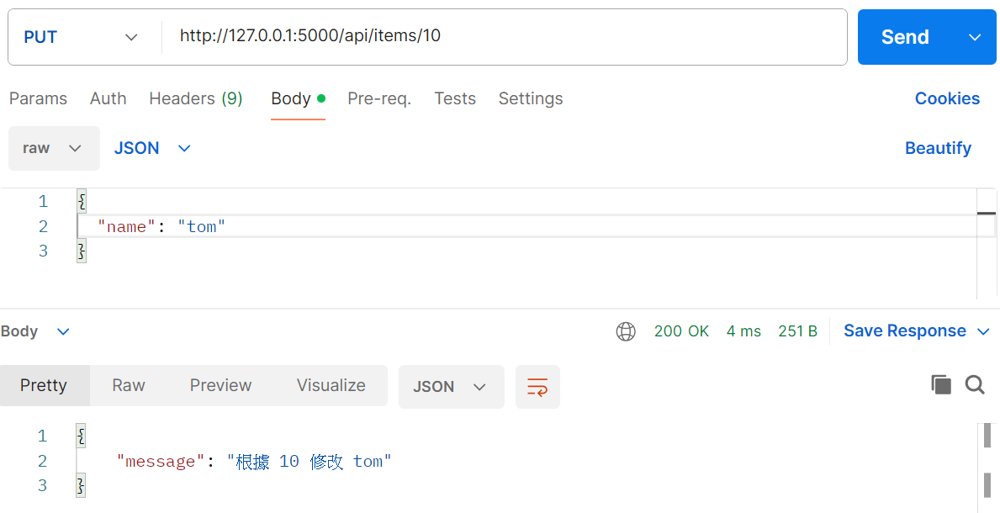 PUT http://127.0.0.1:5000/api/items/10 Send
Params Auth Headers (9) Body Pre-req. Tests Settings Cookies
raw JSON Beautify
1 {
2 "name": "tom"
3 }
Body 200 OK 4 ms 251 B Save Response
Pretty Raw Preview Visualize JSON
1 {
2 "message": "根據 10 修改 tom"
3 }